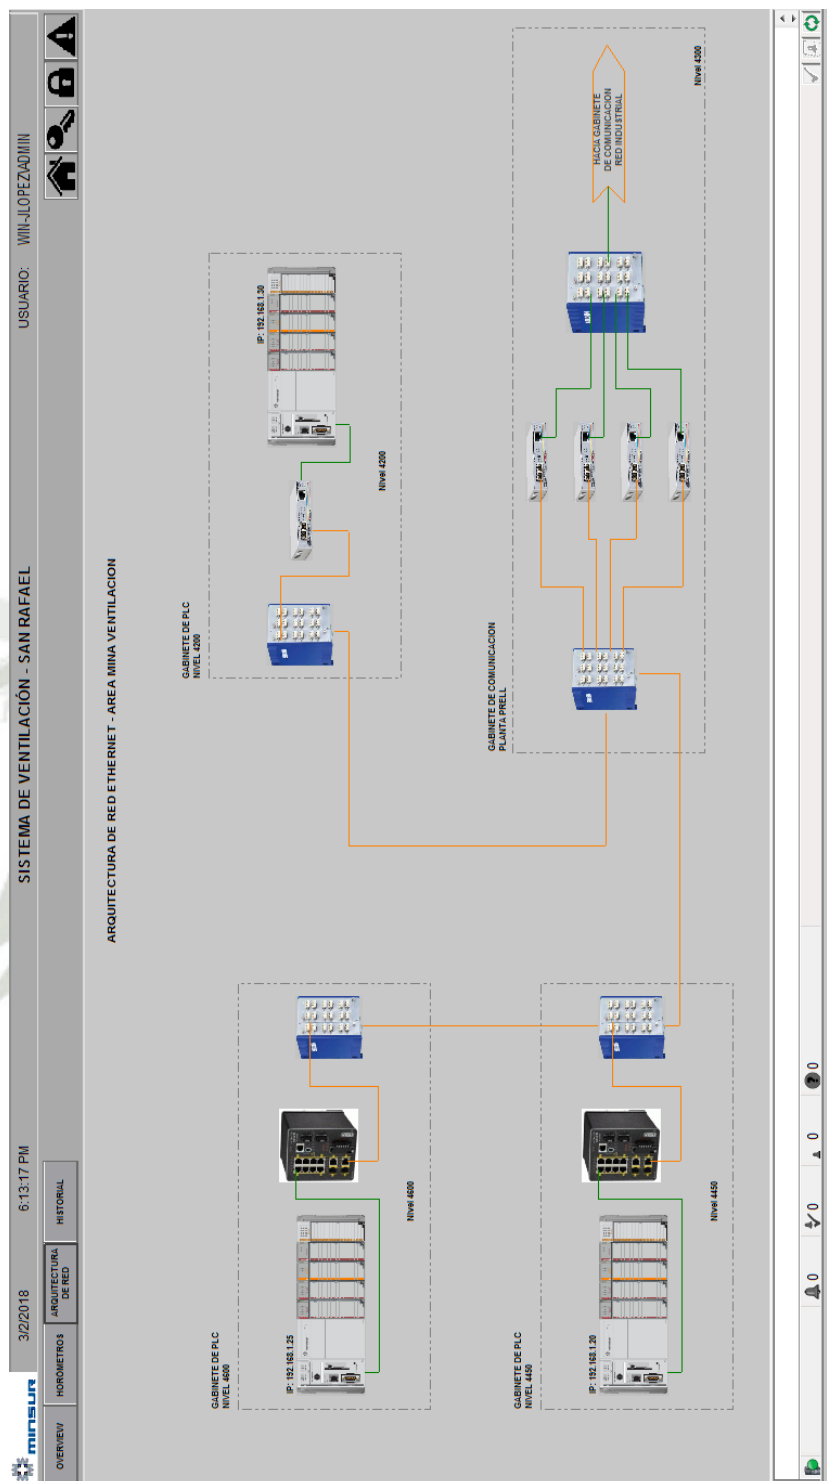 minsur
3/2/2018
6:13:17 PM
SISTEMA DE VENTILACIÓN - SAN RAFAEL
USUARIO:
WIN-JLOPEZ\ADMIN
OVERVIEW
HORÓMETROS
ARQUITECTURA
DE RED
HISTORIAL
ARQUITECTURA DE RED ETHERNET - AREA MINA VENTILACION
GABINETE DE PLC
NIVEL 4600
IP: 192.168.1.25
Nivel 4600
GABINETE DE PLC
NIVEL 4200
IP: 192.168.1.30
Nivel 4200
GABINETE DE PLC
NIVEL 4450
IP: 192.168.1.20
Nivel 4450
GABINETE DE COMUNICACION
PLANTA PRELL
HACIA GABINETE
DE COMUNICACION
RED INDUSTRIAL
Nivel 4300
0
0
0
0